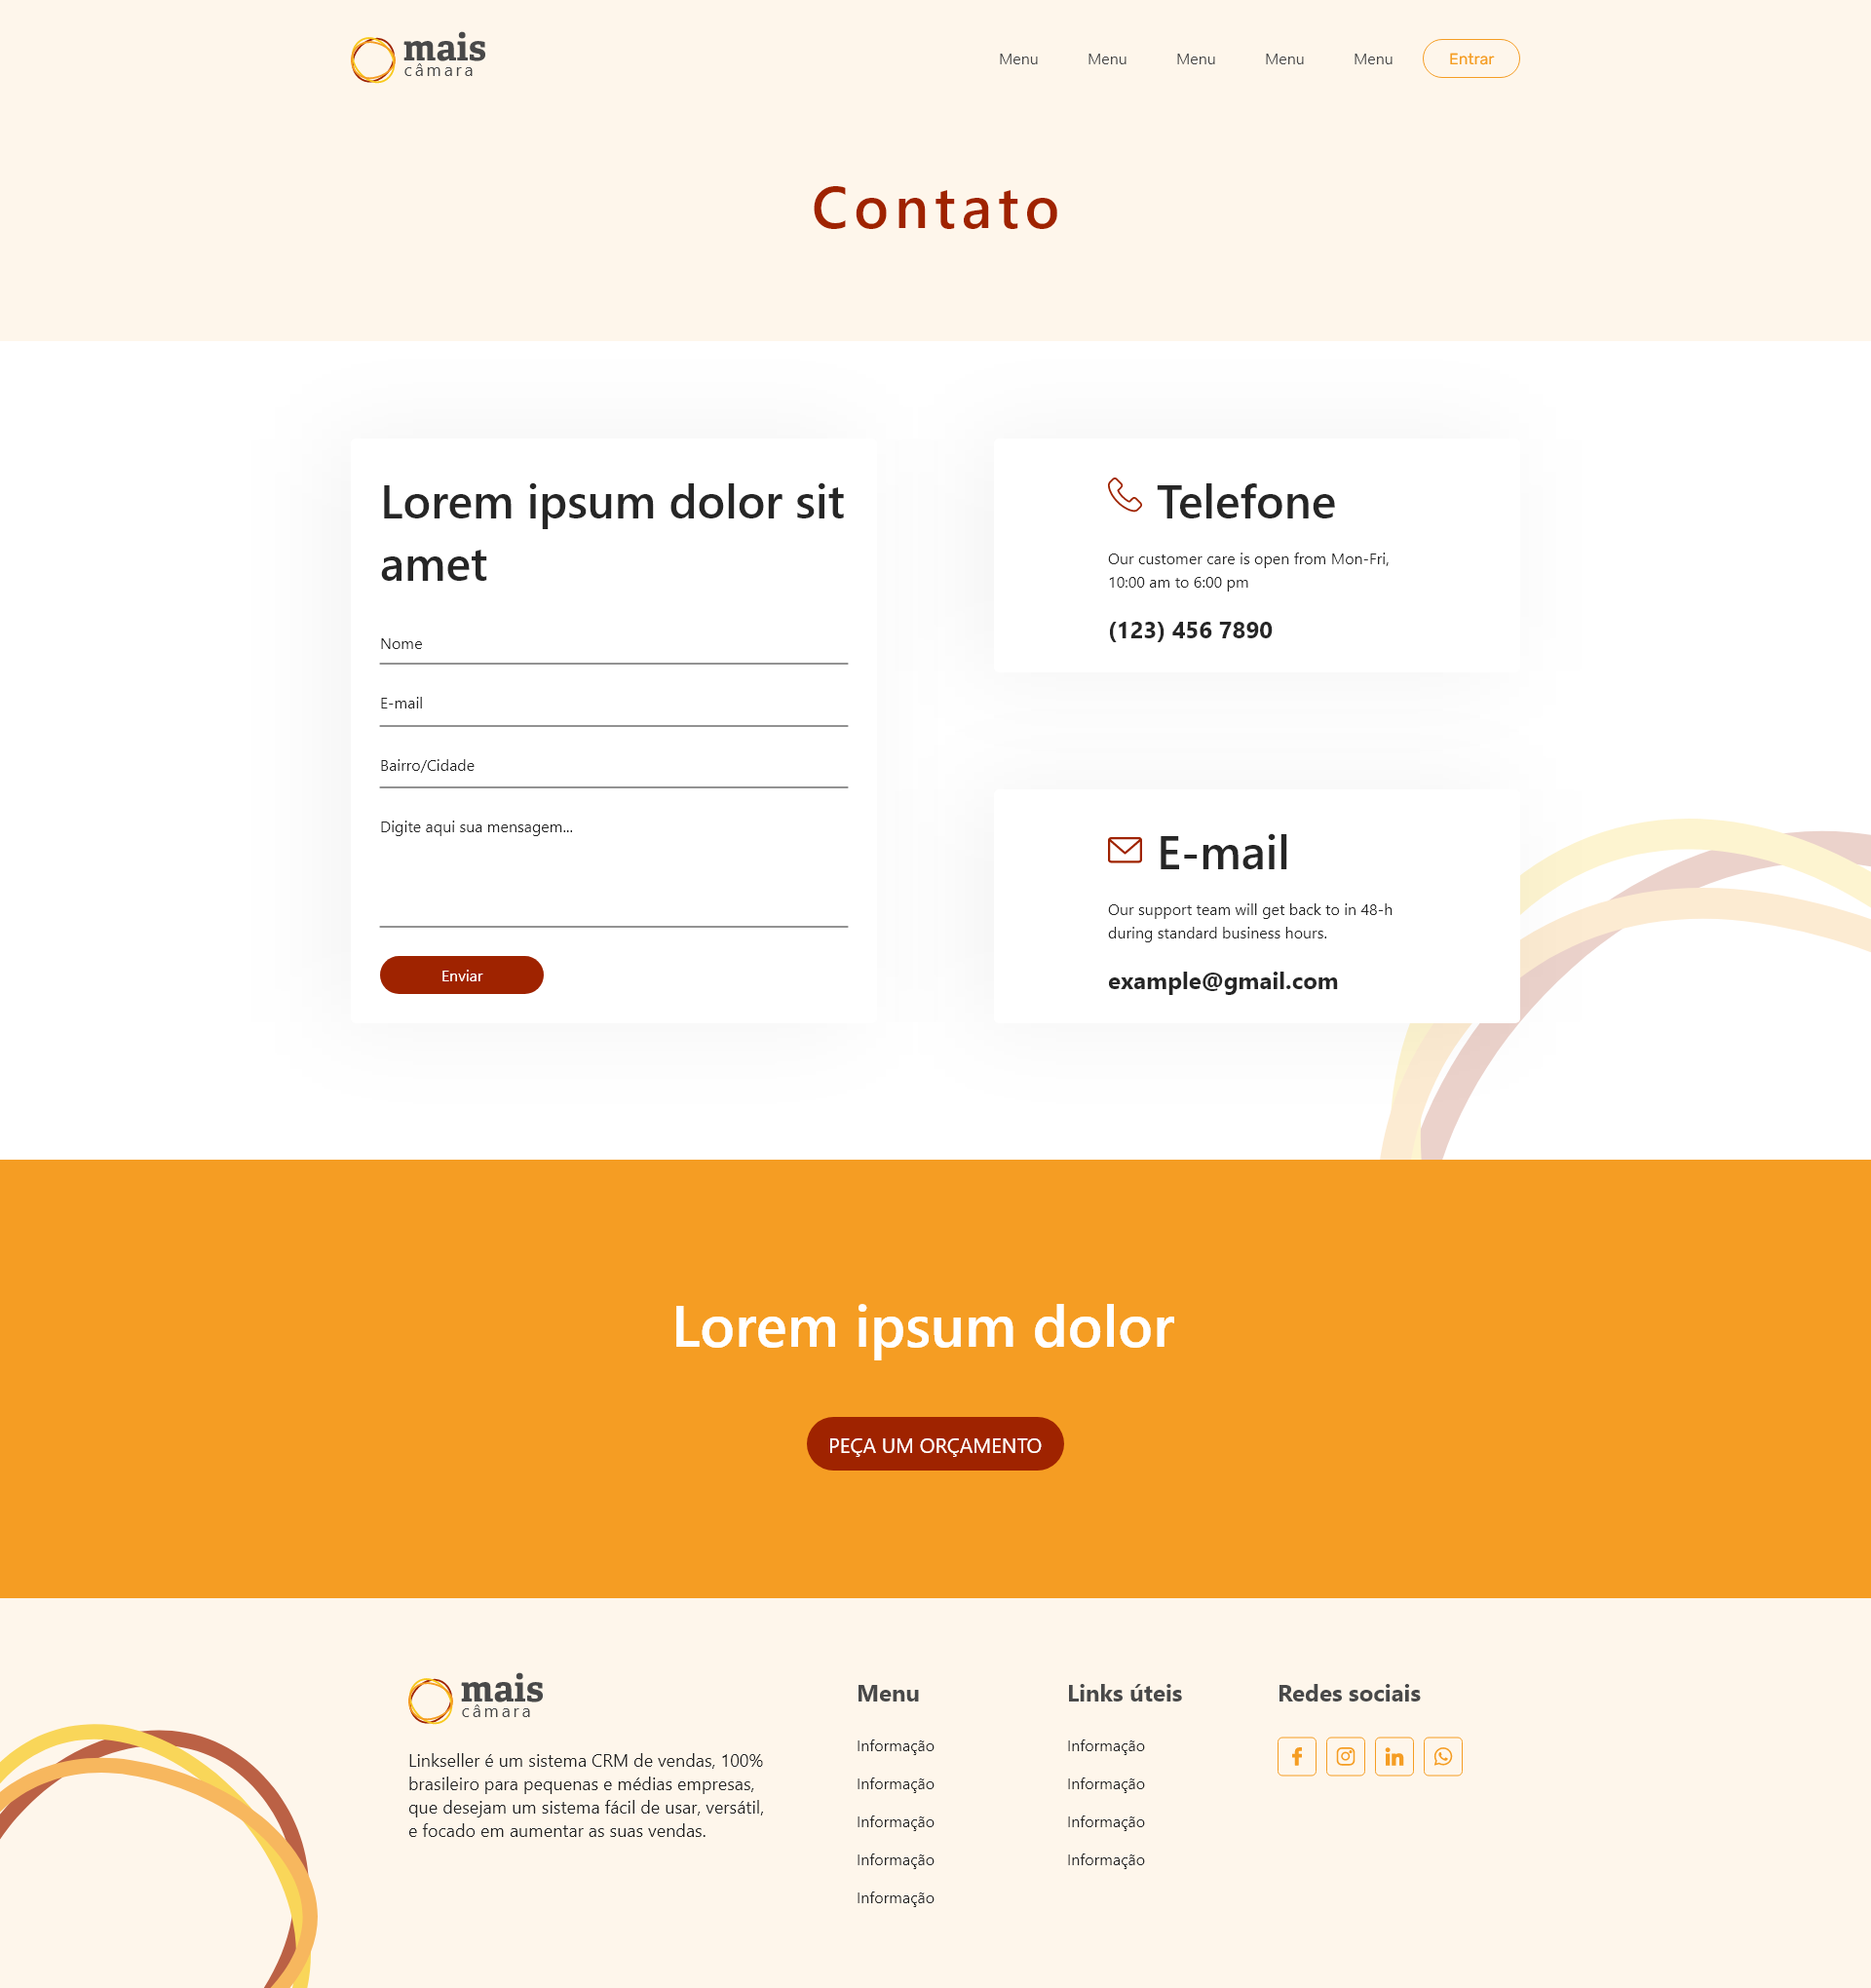 mais
câmara
Menu Menu Menu Menu Menu Entrar
Contato
Lorem ipsum dolor sit
amet
Nome
E-mail
Bairro/Cidade
Digite aqui sua mensagem...
Enviar
Telefone
Our customer care is open from Mon-Fri,
10:00 am to 6:00 pm
(123) 456 7890
E-mail
Our support team will get back to in 48-h
during standard business hours.
example@gmail.com
Lorem ipsum dolor
PEÇA UM ORÇAMENTO
mais
câmara
Linkseller é um sistema CRM de vendas, 100%
brasileiro para pequenas e médias empresas,
que desejam um sistema fácil de usar, versátil,
e focado em aumentar as suas vendas.
Menu
Informação
Informação
Informação
Informação
Informação
Links úteis
Informação
Informação
Informação
Informação
Redes sociais